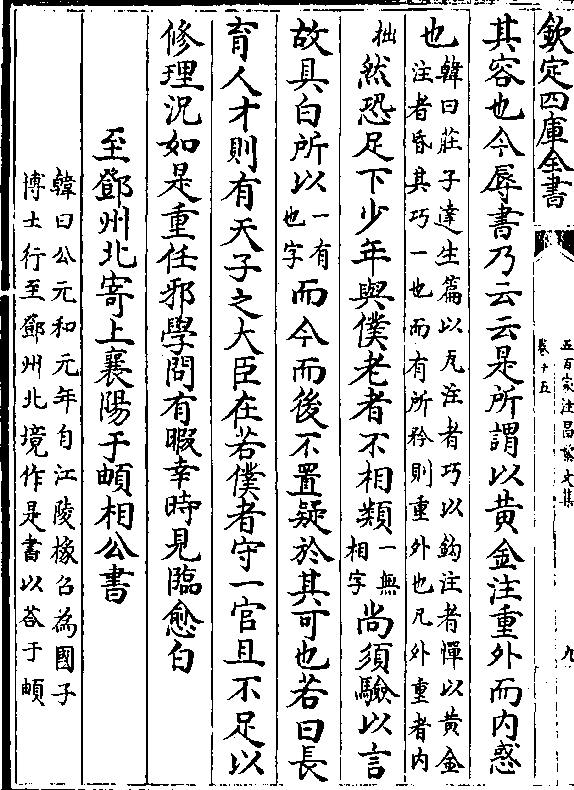 欽定四庫全書
五百家注昌黎文集
卷十五
九
其容也今辱書乃云云是所謂以黃金注重外而内惑
也韓曰莊子達生篇以瓦注者巧以鈎注者憚以黃金
注者昏其巧一也而有所矜則重外也凡外重者内
拙然恐足下少年與僕老者不相類一無相字尚須驗以言
故具白所以一有也字而今而後不置疑於其可也若曰長
育人才則有天子之大臣在若僕者守一官且不足以
修理況如是重任邪學問有暇幸時見臨愈白
至鄧州北寄上襄陽于頔相公書
韓曰公元和元年自江陵掾召為國子
博士行至鄧州北境作是書以荅于頔